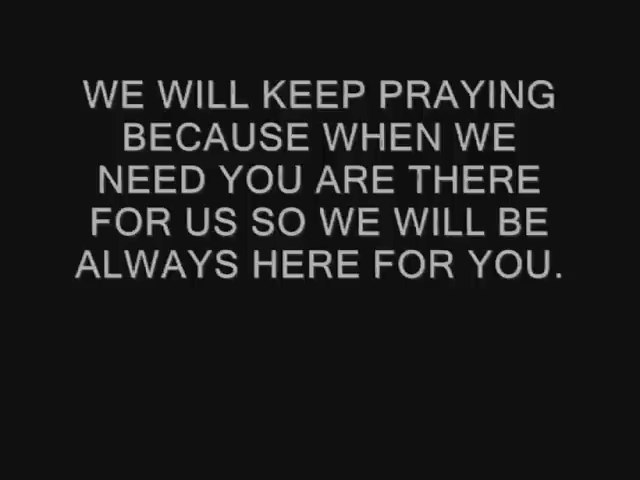 WE WILL KEEP PRAYING
BECAUSE WHEN WE
NEED YOU ARE THERE
FOR US SO WE WILL BE
ALWAYS HERE FOR YOU.